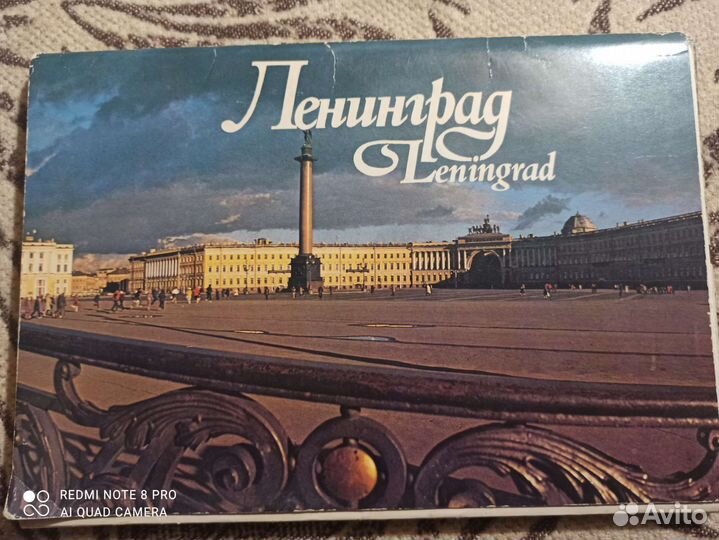 Ленинград
Leningrad
REDMI NOTE 8 PRO
AI QUAD CAMERA
Avito